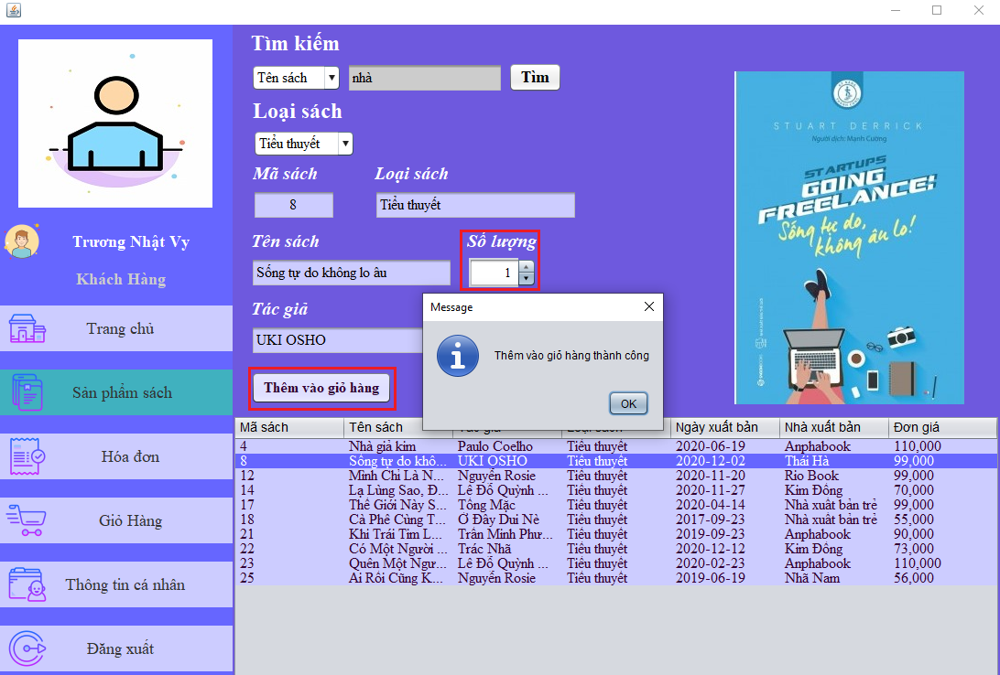 Trương Nhật Vy
Khách Hàng
Trang chủ
Sản phẩm sách
Hóa đơn
Giỏ Hàng
Thông tin cá nhân
Đăng xuất
Tìm kiếm
Tên sách nhà Tìm
Loại sách
Tiểu thuyết
Mã sách Loại sách
8 Tiểu thuyết
Tên sách Số lượng
Sống tự do không lo âu 1
Tác giả
UKI OSHO
Thêm vào giỏ hàng
Message
Thêm vào giõ hàng thành công
OK
STUART DERRICK
Người dịch: Mạnh Cường
STARTUPS
GOING
FREELANCE!
Sống tự do,
không âu lo!
Mã sách Tên sách Tác giả Loại sách Ngày xuất bản Nhà xuất bản Đơn giá
4 Nhà giả kim Paulo Coelho Tiểu thuyết 2020-06-19 Anphabook 110,000
8 Sống tự do khô... UKI OSHO Tiểu thuyết 2020-12-02 Thái Hà 99,000
12 Mình Chỉ Là N... Nguyễn Rosie Tiểu thuyết 2020-11-20 Rio Book 99,000
14 Lạ Lùng Sao, Đ... Lê Đỗ Quỳnh ... Tiểu thuyết 2020-11-27 Kim Đồng 70,000
17 Thế Giới Này S... Tống Mặc Tiểu thuyết 2020-04-14 Nhà xuất bản trẻ 99,000
18 Cà Phê Cùng T... Ở Đây Dui Nè Tiểu thuyết 2017-09-23 Nhà xuất bản trẻ 55,000
21 Khi Trái Tim L... Trần Minh Phư... Tiểu thuyết 2019-09-23 Anphabook 90,000
22 Có Một Người ... Trác Nhã Tiểu thuyết 2020-12-12 Kim Đồng 73,000
23 Quên Một Ngư... Lê Đỗ Quỳnh ... Tiểu thuyết 2020-02-23 Anphabook 110,000
25 Ai Rồi Cũng K... Nguyễn Rosie Tiểu thuyết 2019-06-19 Nhã Nam 56,000